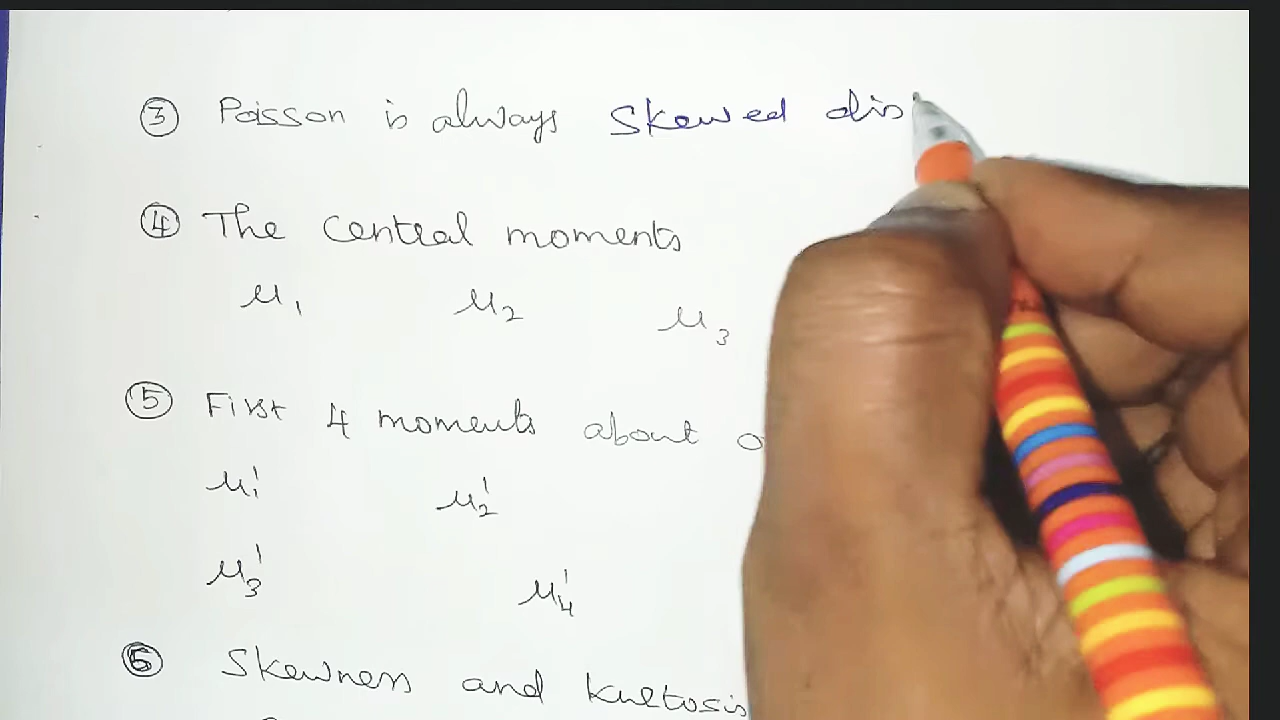 ③ Poisson is always Skewed dis
④ The Central moments
μ₁ μ₂ μ₃
⑤ First 4 moments about o
μ₁' μ₂'
μ₃' μ₄'
⑥ Skewness and kurtosis